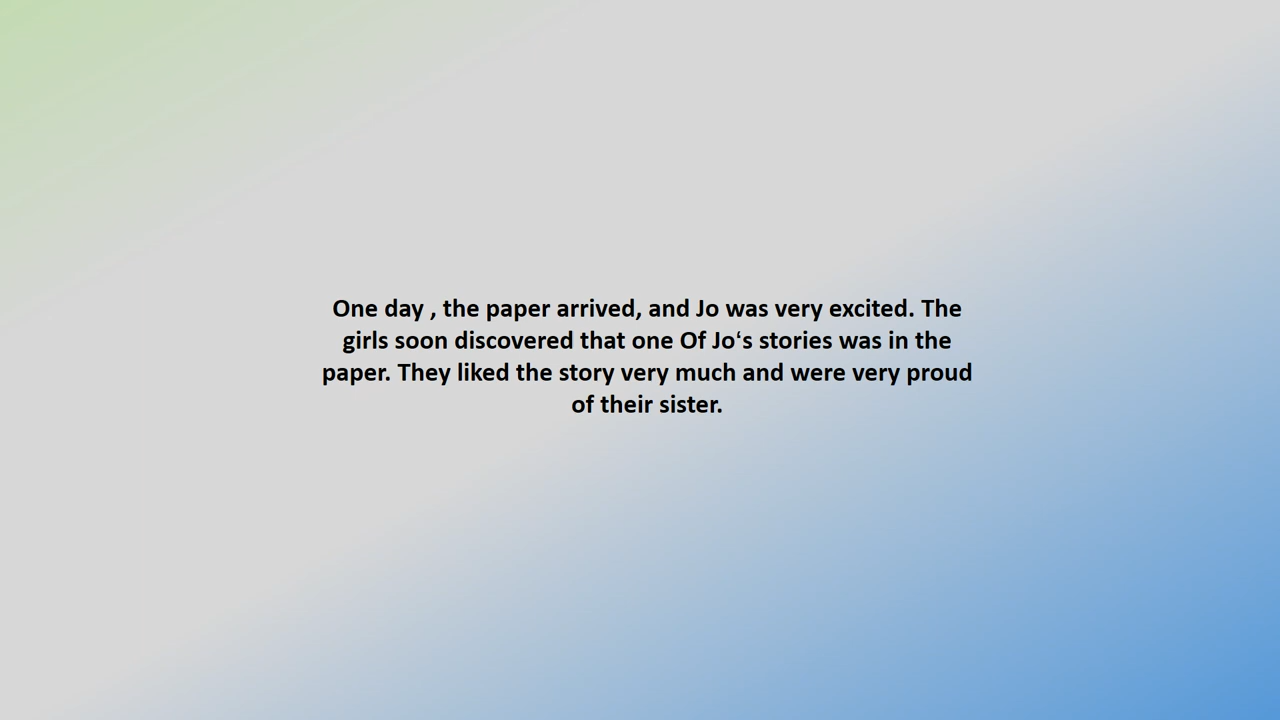 One day , the paper arrived, and Jo was very excited. The
girls soon discovered that one Of Jo‘s stories was in the
paper. They liked the story very much and were very proud
of their sister.